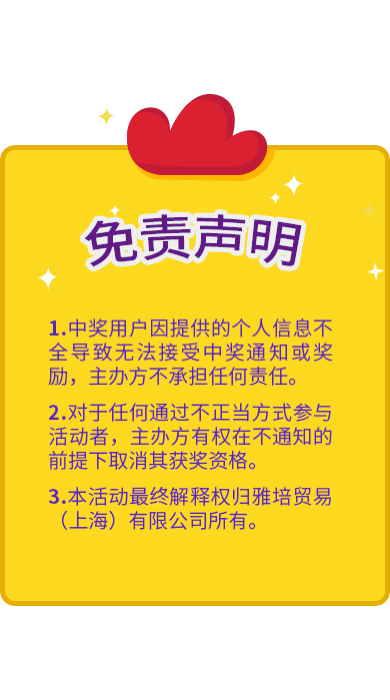 免责声明
1.中奖用户因提供的个人信息不
全导致无法接受中奖通知或奖
励，主办方不承担任何责任。
2.对于任何通过不正当方式参与
活动者，主办方有权在不通知的
前提下取消其获奖资格。
3.本活动最终解释权归雅培贸易
（上海）有限公司所有。